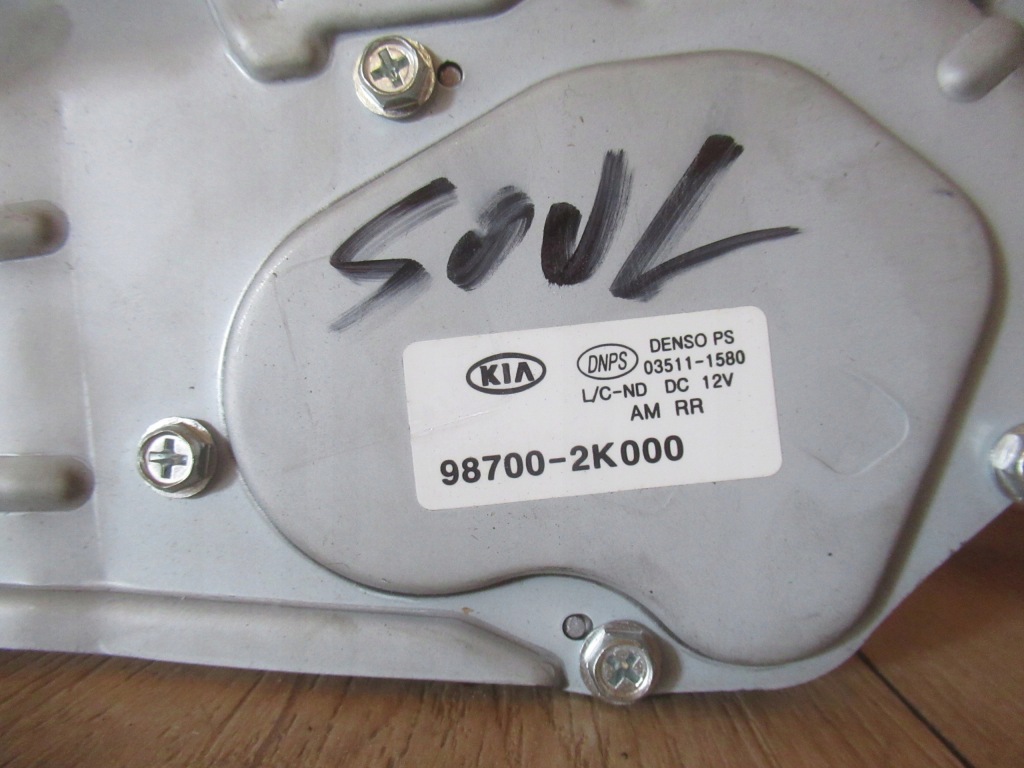 SOUL
KIA
DNPS
DENSO PS
03511-1580
L/C-ND DC 12V
AM RR
98700-2K000